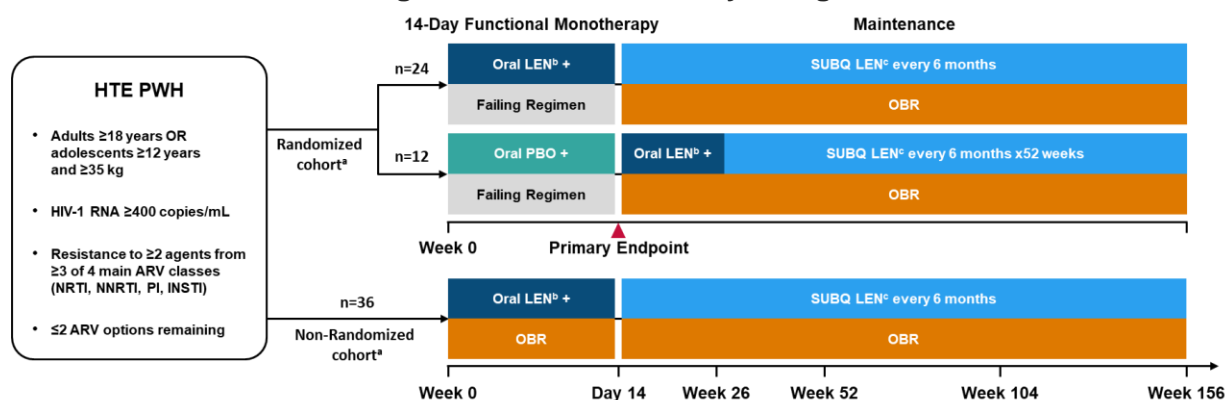 14-Day Functional Monotherapy
Maintenance
HTE PWH
• Adults ≥18 years OR
adolescents ≥12 years
and ≥35 kg
• HIV-1 RNA ≥400 copies/mL
• Resistance to ≥2 agents from
≥3 of 4 main ARV classes
(NRTI, NNRTI, PI, INSTI)
• ≤2 ARV options remaining
Randomized
cohortᵃ
n=24
Oral LENᵇ +
SUBQ LENᶜ every 6 months
Failing Regimen
OBR
n=12
Oral PBO +
Oral LENᵇ +
SUBQ LENᶜ every 6 months x52 weeks
Failing Regimen
OBR
Week 0
Primary Endpoint
n=36
Non-Randomized
cohortᵃ
Oral LENᵇ +
SUBQ LENᶜ every 6 months
OBR
OBR
Week 0
Day 14
Week 26
Week 52
Week 104
Week 156